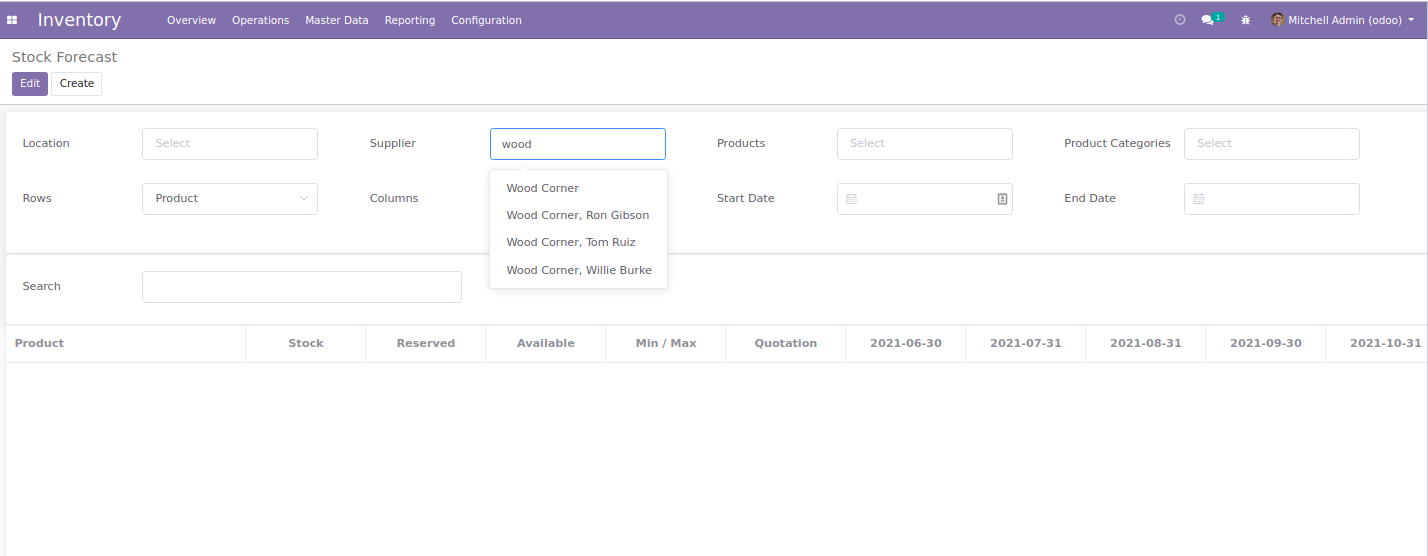 Inventory Overview Operations Master Data Reporting Configuration 1 Mitchell Admin (odoo)
Stock Forecast
Edit Create
Location Select Supplier wood Products Select Product Categories Select
Wood Corner
Rows Product Columns Start Date End Date
Wood Corner, Ron Gibson
Wood Corner, Tom Ruiz
Wood Corner, Willie Burke
Search
Product Stock Reserved Available Min / Max Quotation 2021-06-30 2021-07-31 2021-08-31 2021-09-30 2021-10-31